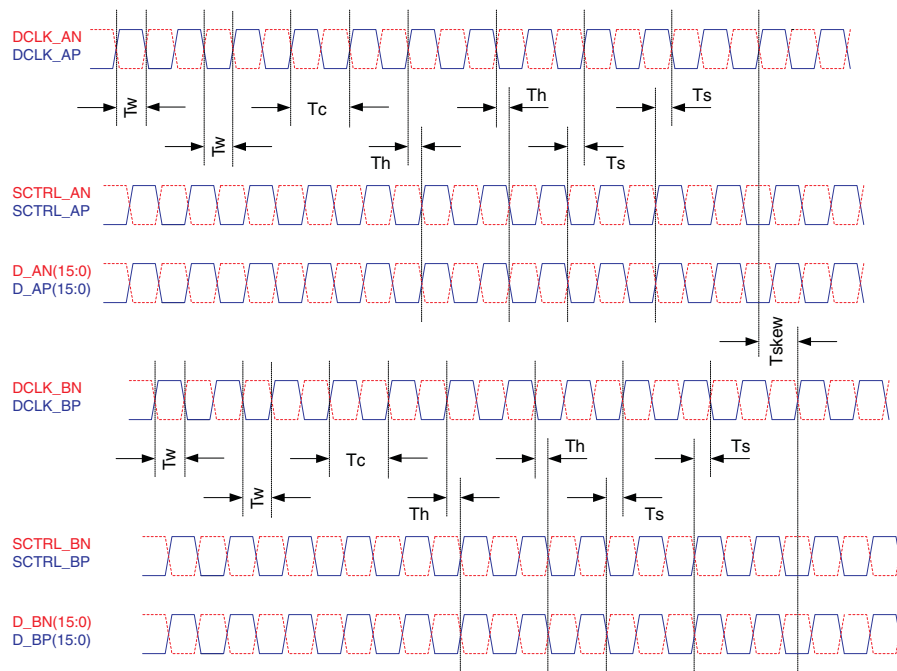 DCLK_AN
DCLK_AP
Tw
Tc
Th
Ts
Tw
Th
Ts
SCTRL_AN
SCTRL_AP
D_AN(15:0)
D_AP(15:0)
Tskew
DCLK_BN
DCLK_BP
Tw
Tc
Th
Ts
Tw
Th
Ts
SCTRL_BN
SCTRL_BP
D_BN(15:0)
D_BP(15:0)